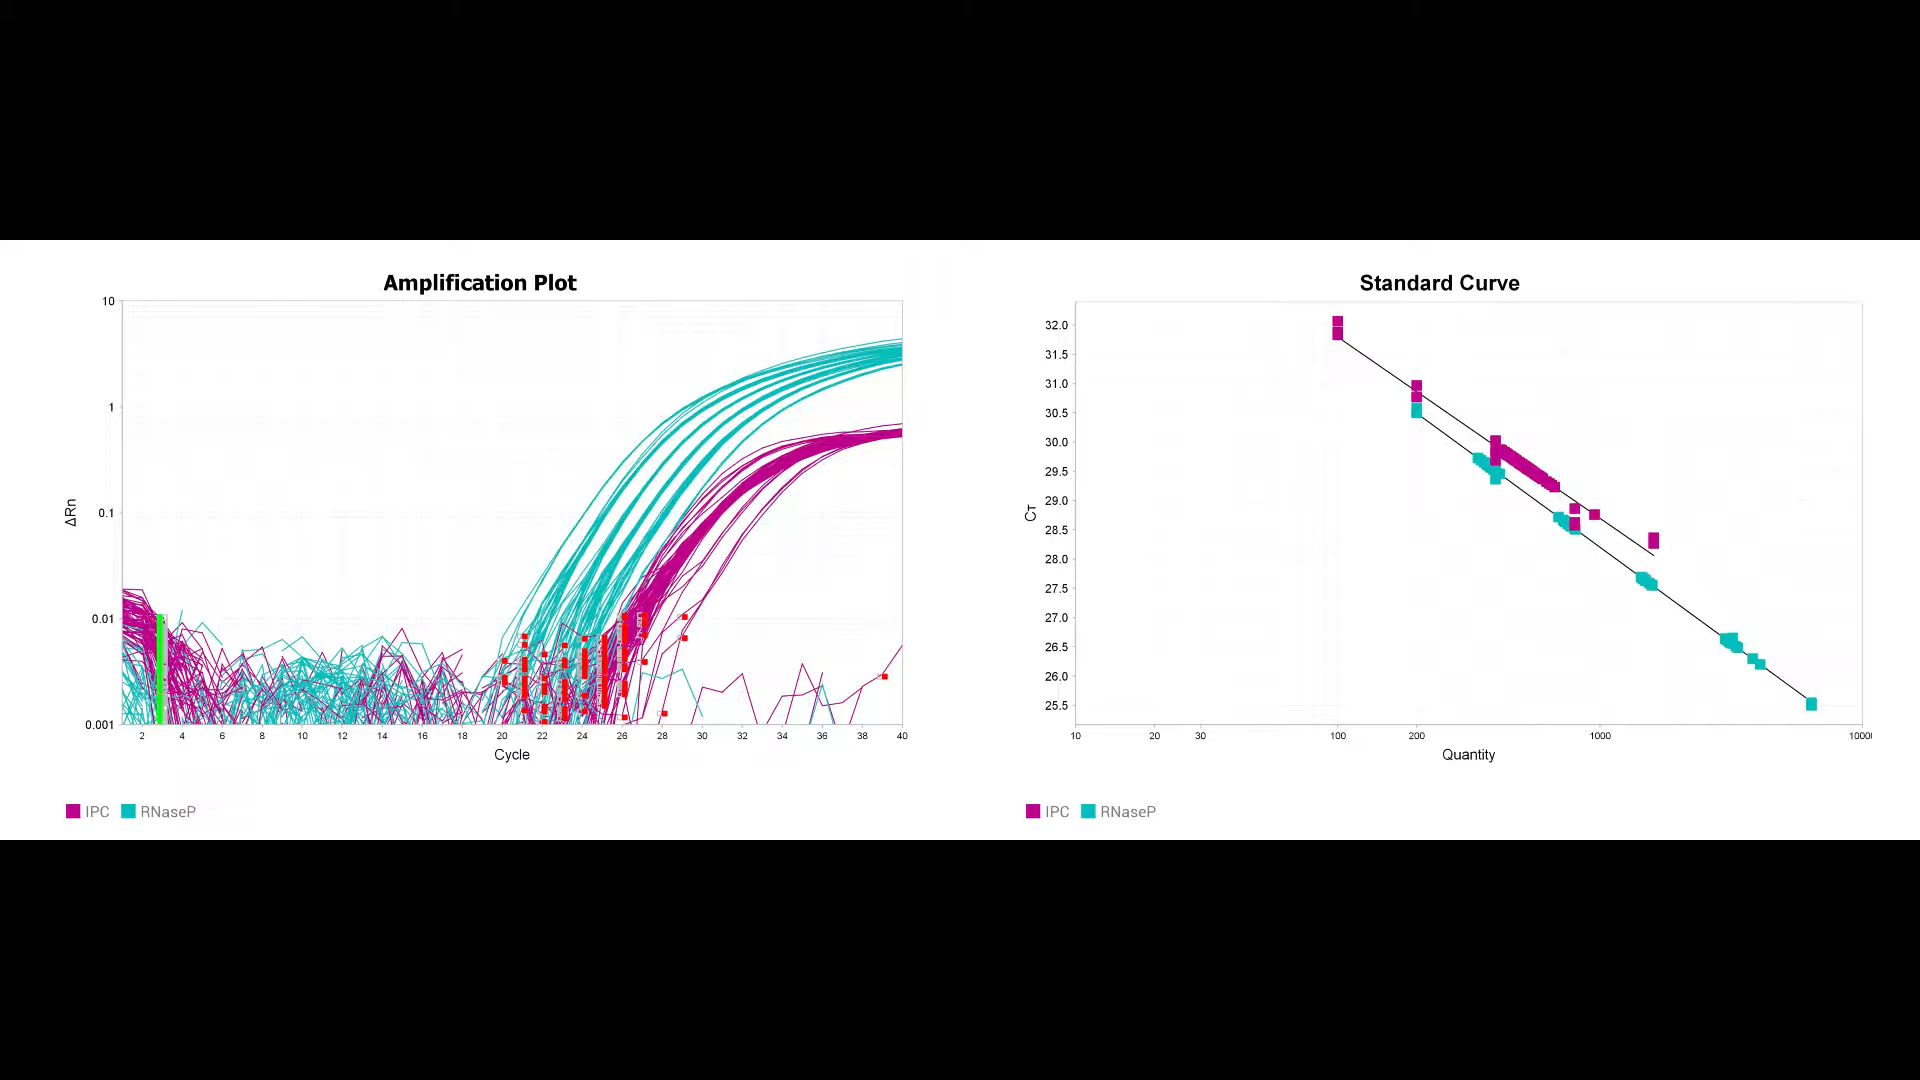 Amplification Plot
10
1
0.1
0.01
0.001
ΔRn
2 4 6 8 10 12 14 16 18 20 22 24 26 28 30 32 34 36 38 40
Cycle
IPC RNaseP
Standard Curve
32.0
31.5
31.0
30.5
30.0
29.5
29.0
28.5
28.0
27.5
27.0
26.5
26.0
25.5
Cт
10 20 30 100 200 1000 1000
Quantity
IPC RNaseP